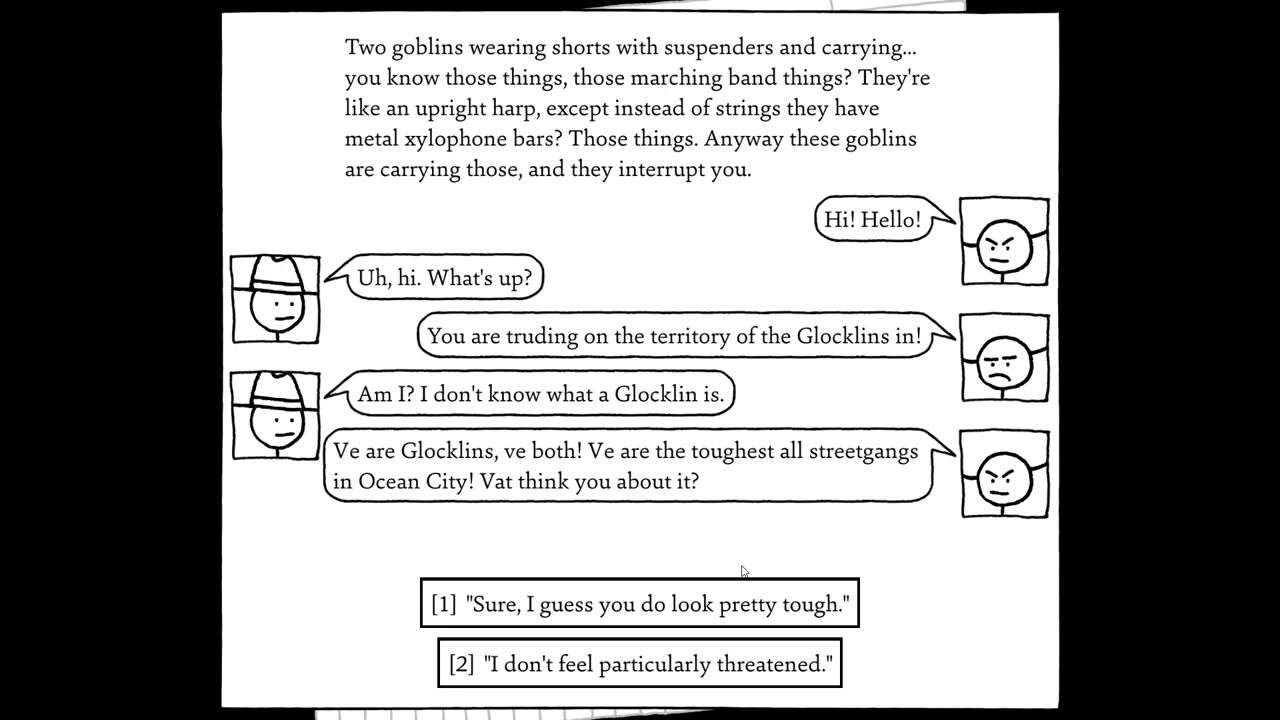 Two goblins wearing shorts with suspenders and carrying...
you know those things, those marching band things? They're
like an upright harp, except instead of strings they have
metal xylophone bars? Those things. Anyway these goblins
are carrying those, and they interrupt you.
Hi! Hello!
Uh, hi. What's up?
You are truding on the territory of the Glocklins in!
Am I? I don't know what a Glocklin is.
Ve are Glocklins, ve both! Ve are the toughest all streetgangs
in Ocean City! Vat think you about it?
[1] "Sure, I guess you do look pretty tough."
[2] "I don't feel particularly threatened."